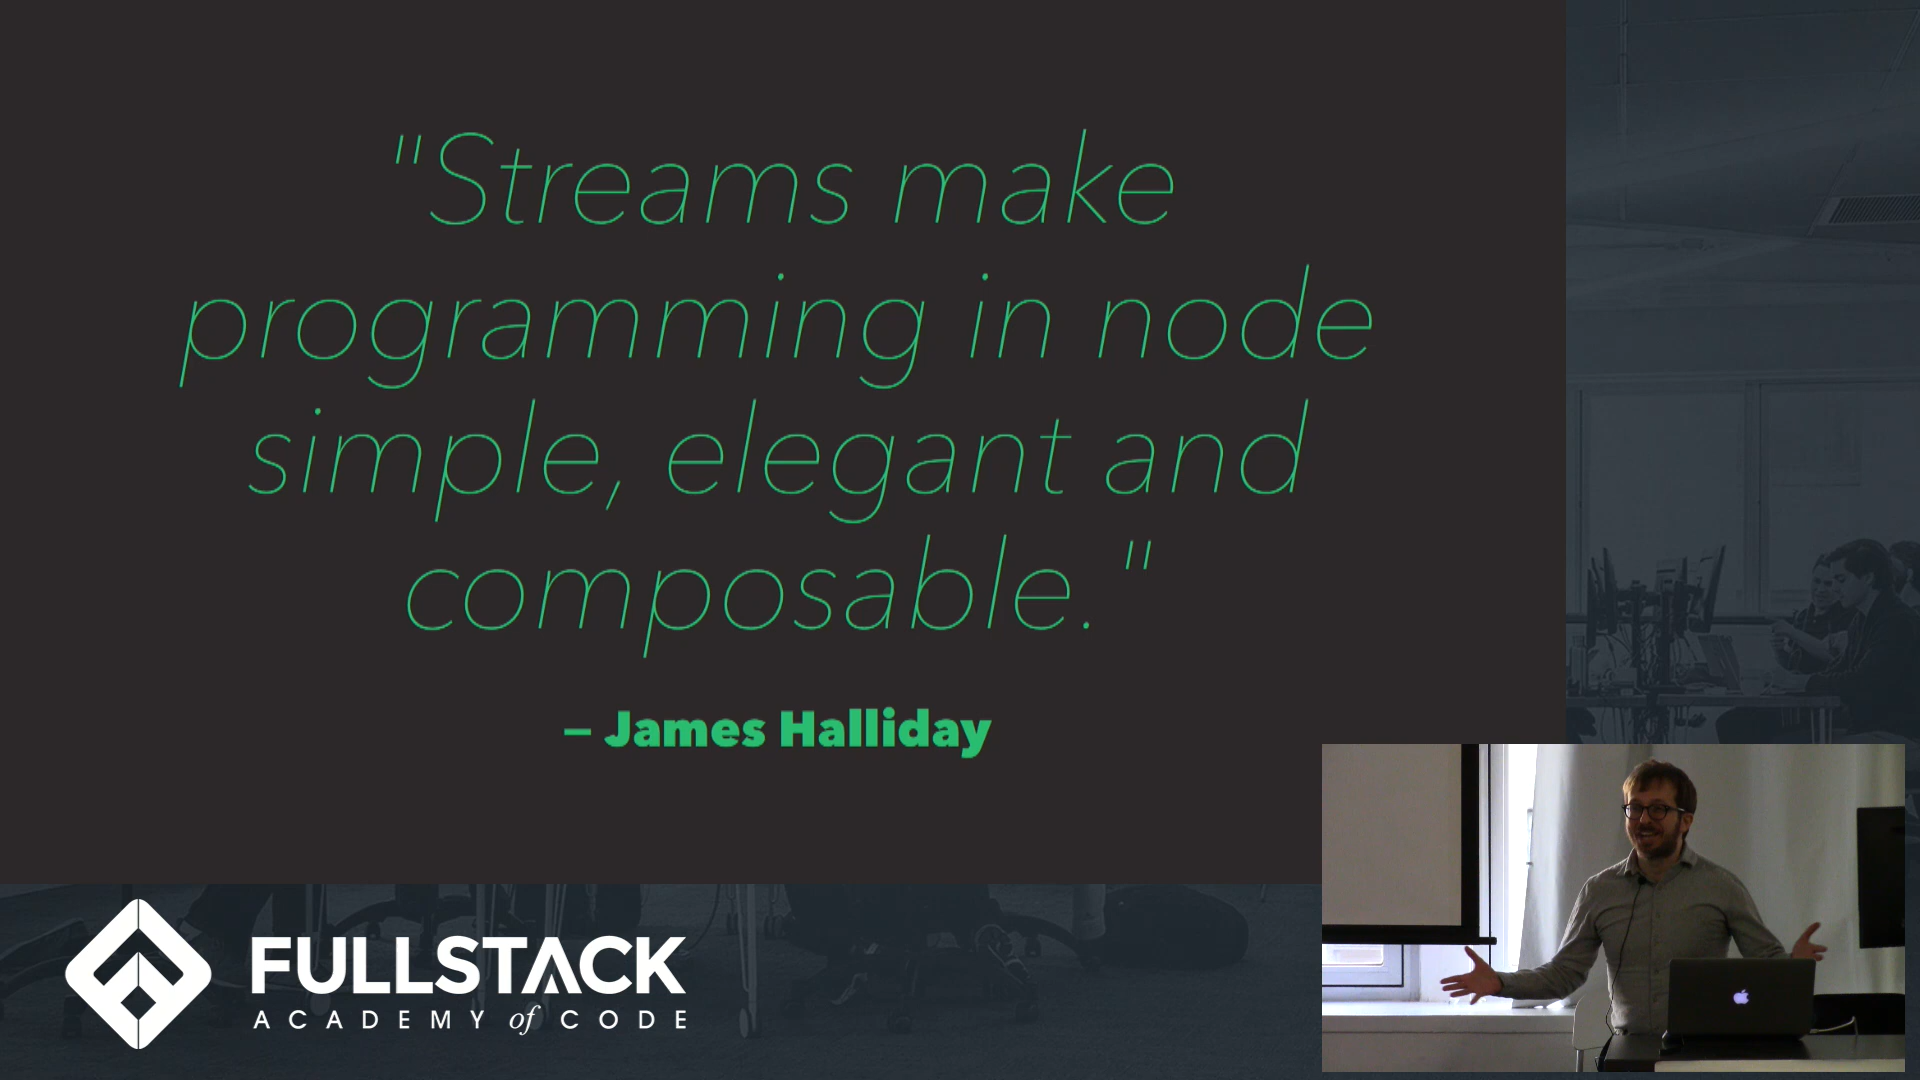 "Streams make
programming in node
simple, elegant and
composable."
– James Halliday
FULLSTACK
ACADEMY of CODE